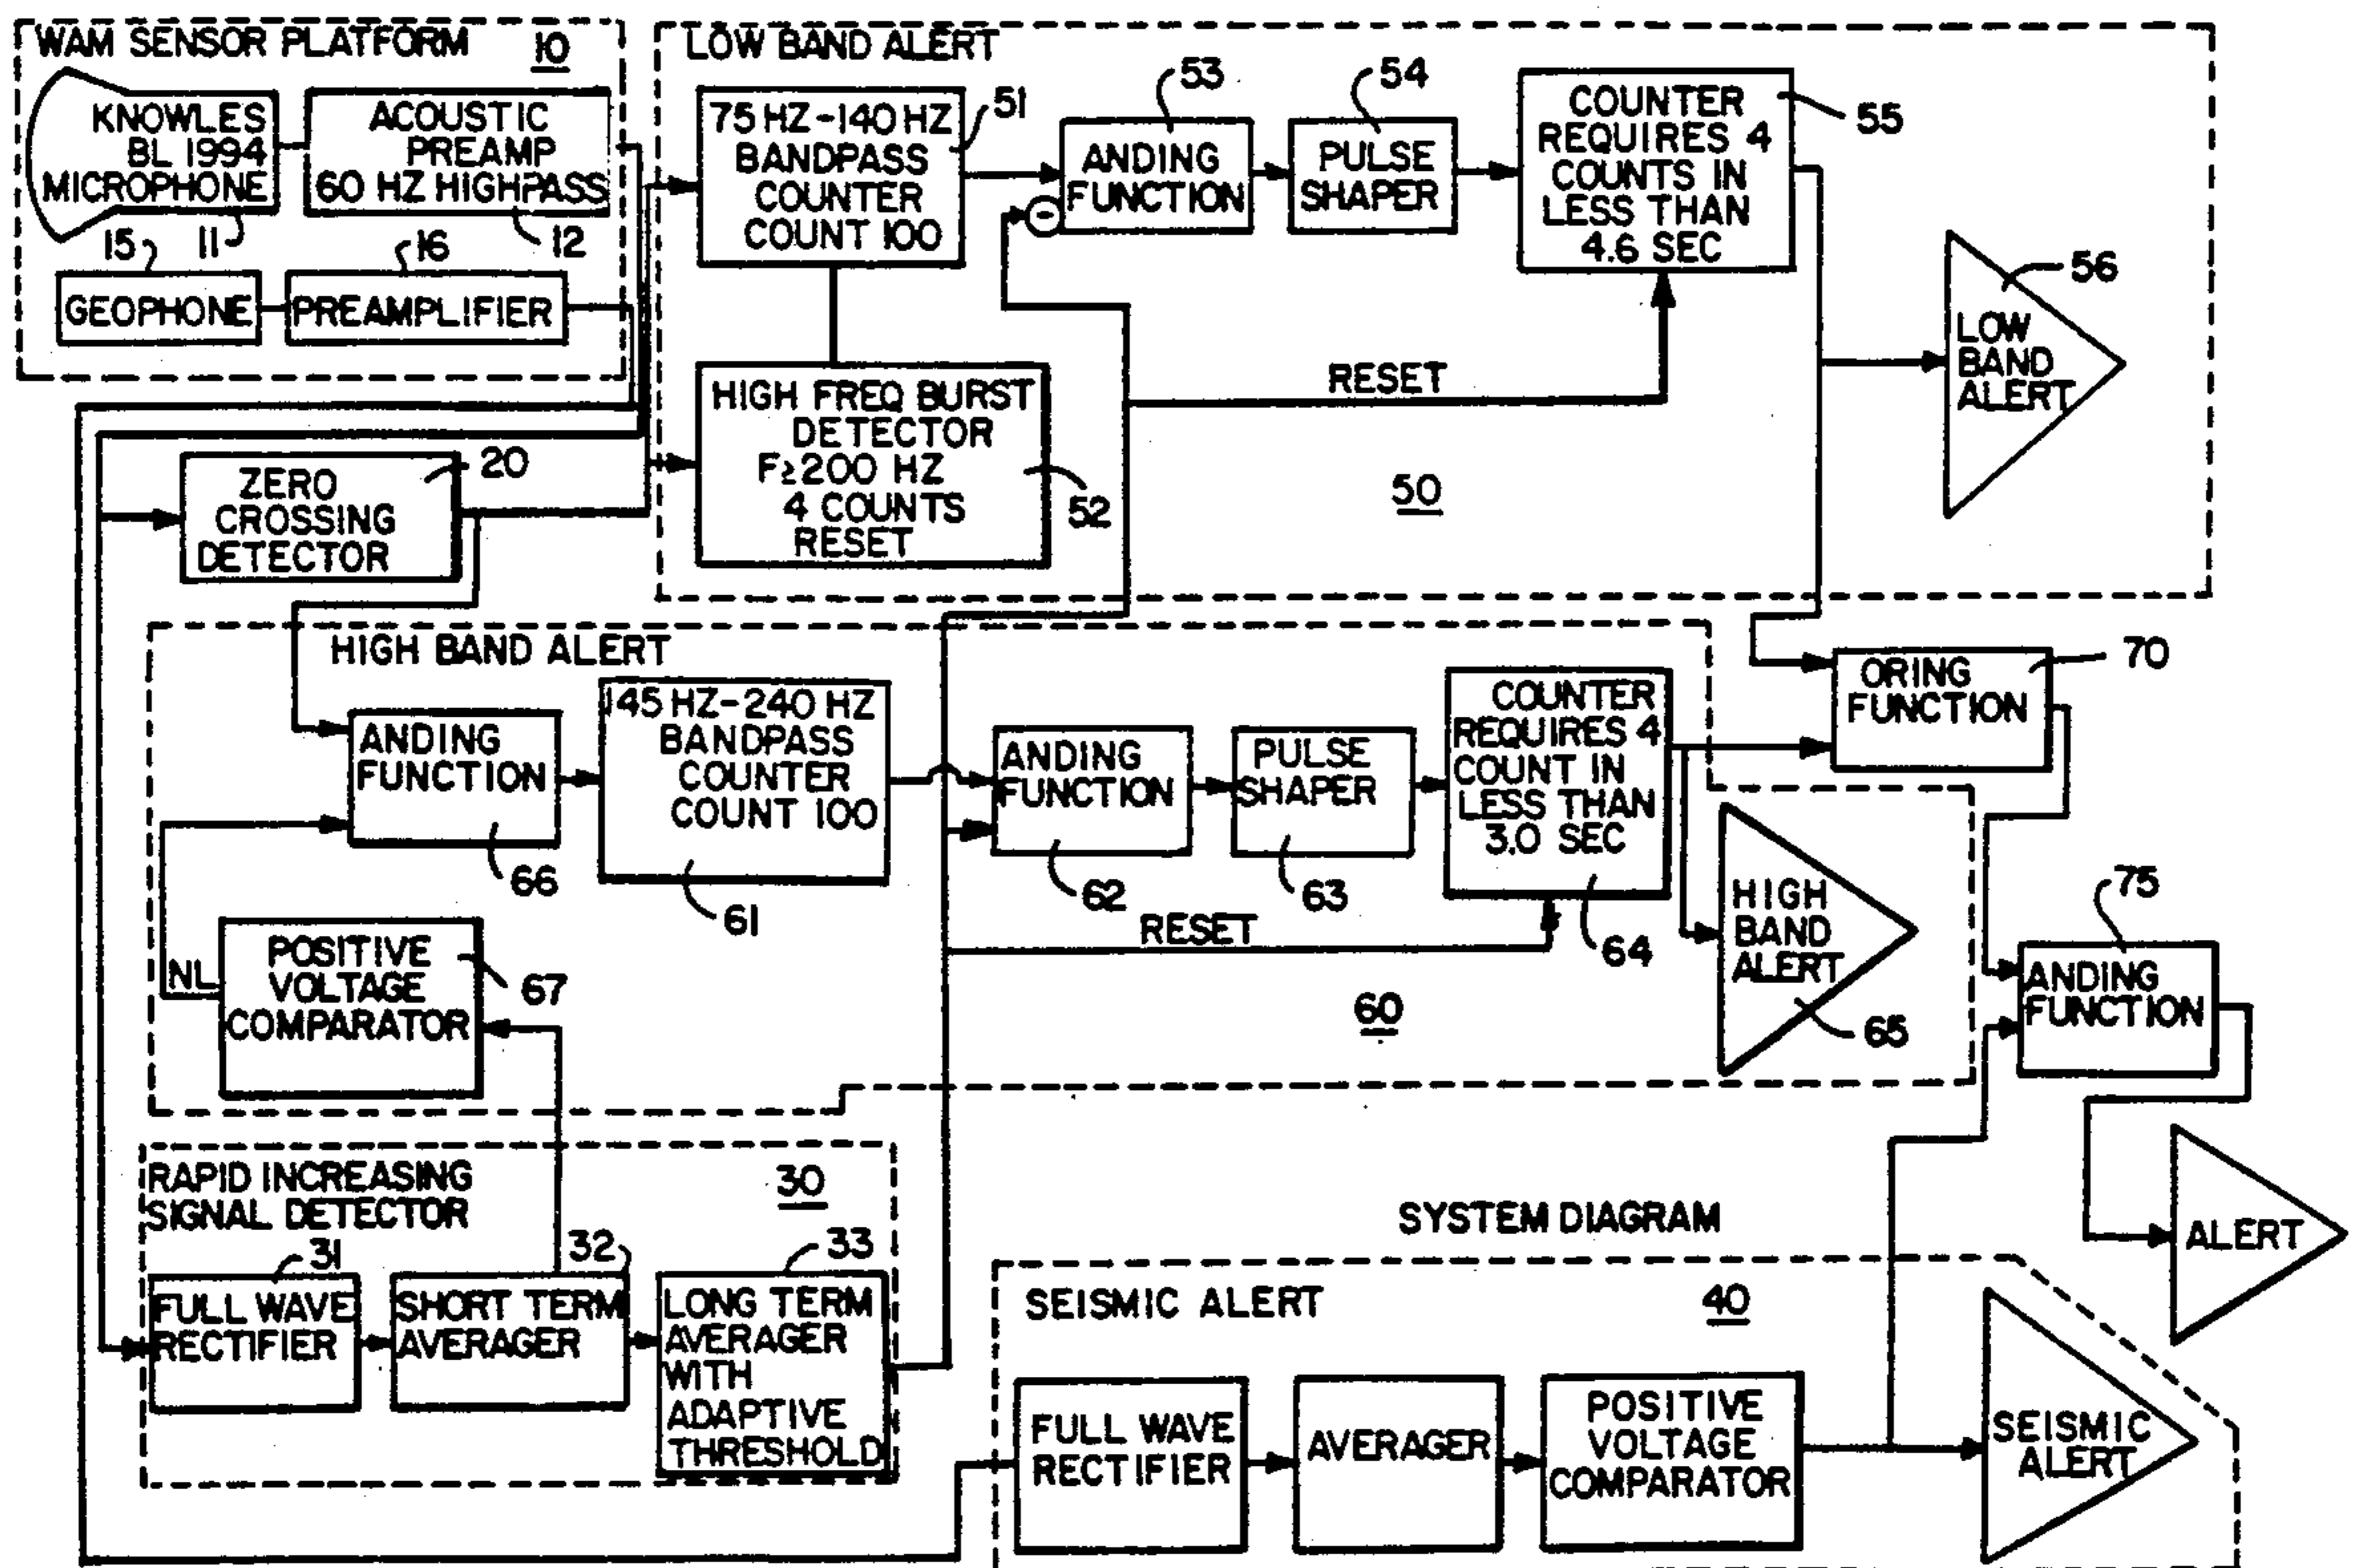 WAM SENSOR PLATFORM 10
KNOWLES
BL 1994
MICROPHONE
11
ACOUSTIC
PREAMP
60 HZ HIGHPASS
12
15
GEOPHONE
16
PREAMPLIFIER
LOW BAND ALERT
75 HZ-140 HZ
BANDPASS
COUNTER
COUNT 100
51
53
ANDING
FUNCTION
-
54
PULSE
SHAPER
COUNTER
REQUIRES 4
COUNTS IN
LESS THAN
4.6 SEC
55
56
LOW
BAND
ALERT
RESET
HIGH FREQ BURST
DETECTOR
F≥200 HZ
4 COUNTS
RESET
52
50
ZERO
CROSSING
DETECTOR
20
HIGH BAND ALERT
ANDING
FUNCTION
66
145 HZ-240 HZ
BANDPASS
COUNTER
COUNT 100
61
ANDING
FUNCTION
62
PULSE
SHAPER
63
COUNTER
REQUIRES 4
COUNT IN
LESS THAN
3.0 SEC
64
RESET
HIGH
BAND
ALERT
65
60
ORING
FUNCTION
70
75
ANDING
FUNCTION
ALERT
NL
POSITIVE
VOLTAGE
COMPARATOR
67
RAPID INCREASING
SIGNAL DETECTOR
30
31
FULL WAVE
RECTIFIER
32
SHORT TERM
AVERAGER
33
LONG TERM
AVERAGER
WITH
ADAPTIVE
THRESHOLD
SYSTEM DIAGRAM
SEISMIC ALERT
40
FULL WAVE
RECTIFIER
AVERAGER
POSITIVE
VOLTAGE
COMPARATOR
SEISMIC
ALERT